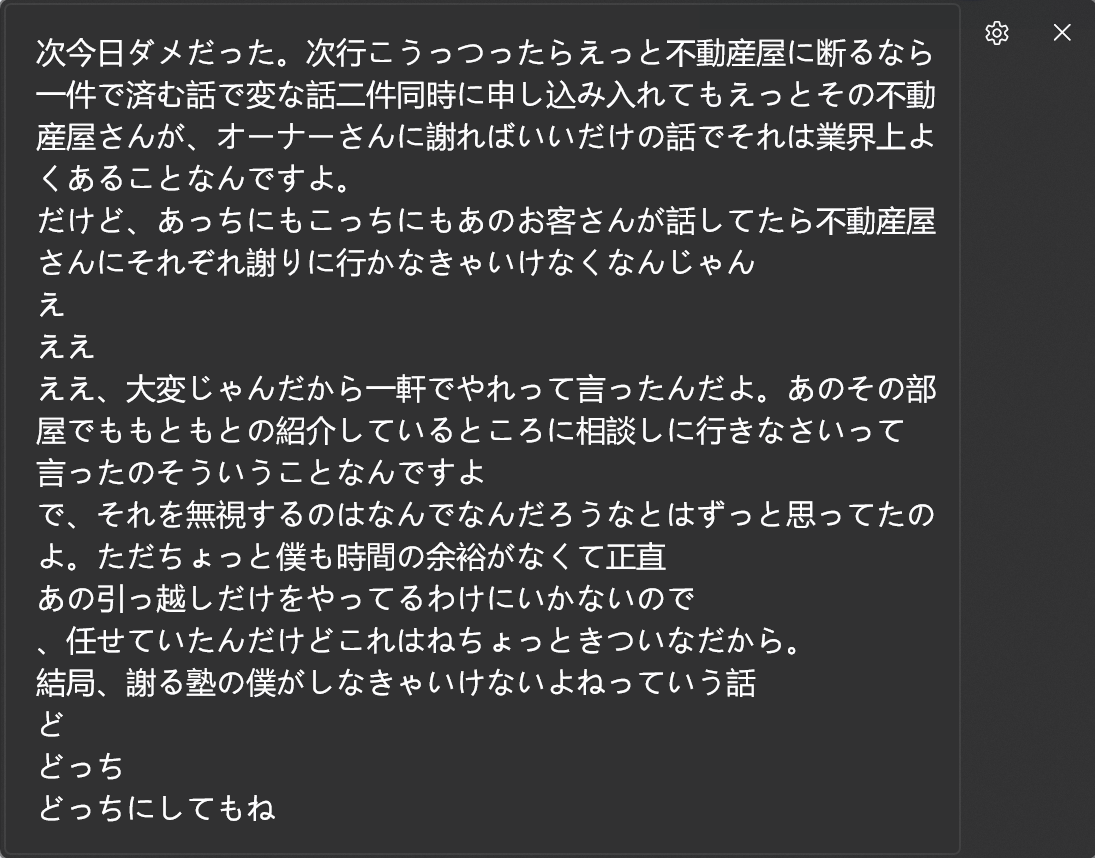 次今日ダメだった。次行こうっつったらえっと不動産屋に断るなら
一件で済む話で変な話二件同時に申し込み入れてもえっとその不動
産屋さんが、オーナーさんに謝ればいいだけの話でそれは業界上よ
くあることなんですよ。
だけど、あっちにもこっちにもあのお客さんが話してたら不動産屋
さんにそれぞれ謝りに行かなきゃいけなくなんじゃん
え
ええ
ええ、大変じゃんだから一軒でやれって言ったんだよ。あのその部
屋でももともとの紹介しているところに相談しに行きなさいって
言ったのそういうことなんですよ
で、それを無視するのはなんでなんだろうなとはずっと思ってたの
よ。ただちょっと僕も時間の余裕がなくて正直
あの引っ越しだけをやってるわけにいかないので
、任せていたんだけどこれはねちょっときついなだから。
結局、謝る塾の僕がしなきゃいけないよねっていう話
ど
どっち
どっちにしてもね